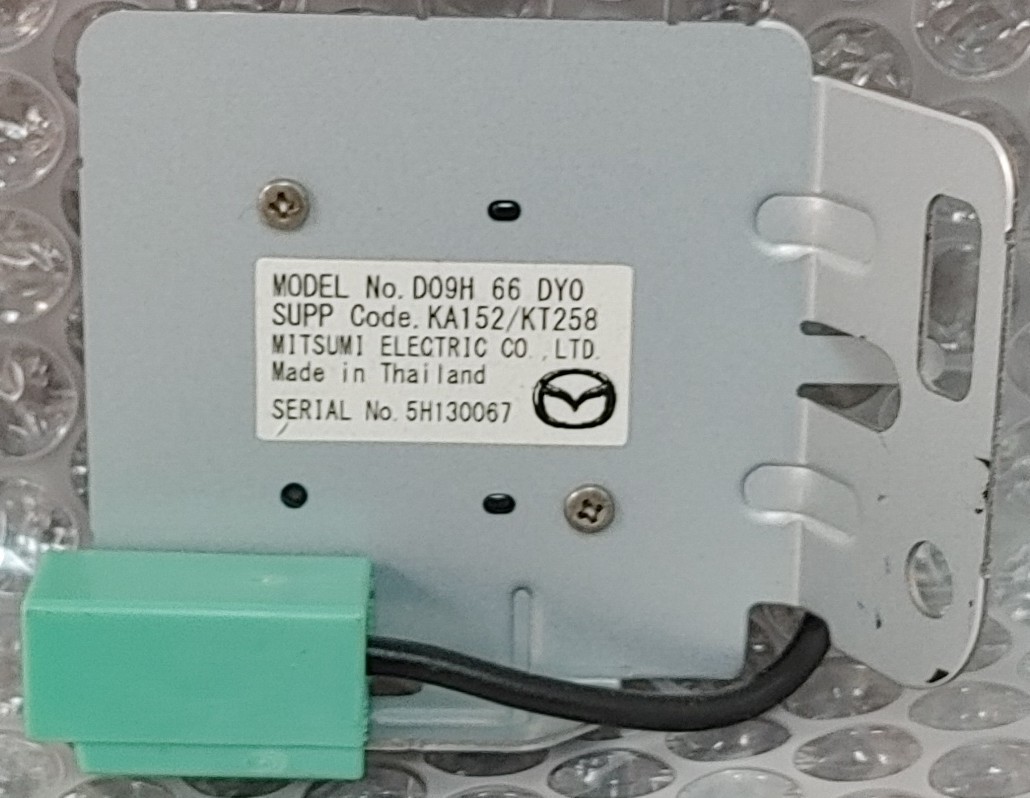 MODEL No. D09H 66 DY0
SUPP Code. KA152/KT258
MITSUMI ELECTRIC CO.,LTD.
Made in Thailand
SERIAL No. 5H130067